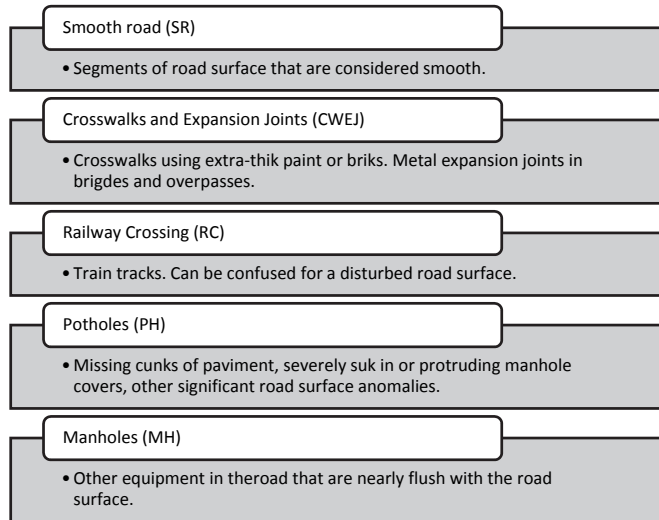 Smooth road (SR)
• Segments of road surface that are considered smooth.
Crosswalks and Expansion Joints (CWEJ)
• Crosswalks using extra-thik paint or briks. Metal expansion joints in
brigdes and overpasses.
Railway Crossing (RC)
• Train tracks. Can be confused for a disturbed road surface.
Potholes (PH)
• Missing cunks of paviment, severely suk in or protruding manhole
covers, other significant road surface anomalies.
Manholes (MH)
• Other equipment in theroad that are nearly flush with the road
surface.